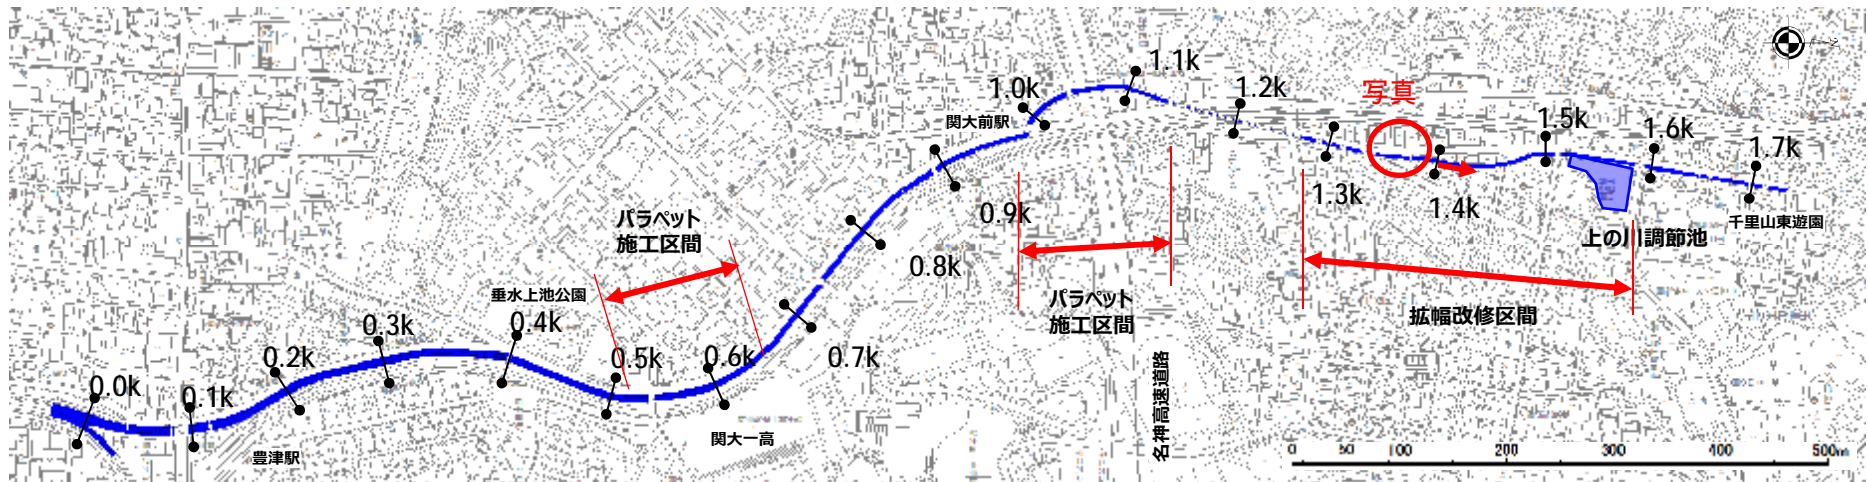 1.1k
1.0k
1.2k
写真
関大前駅
1.5k
1.6k
1.7k
0.9k
1.3k
1.4k
千里山東遊園
上の川調節池
パラペット
施工区間
0.8k
パラペット
施工区間
拡幅改修区間
垂水上池公園
0.4k
0.3k
0.2k
0.5k
0.6k
0.7k
0.0k
0.1k
名神高速道路
関大一高
豊津駅
0 50 100 200 300 400 500m